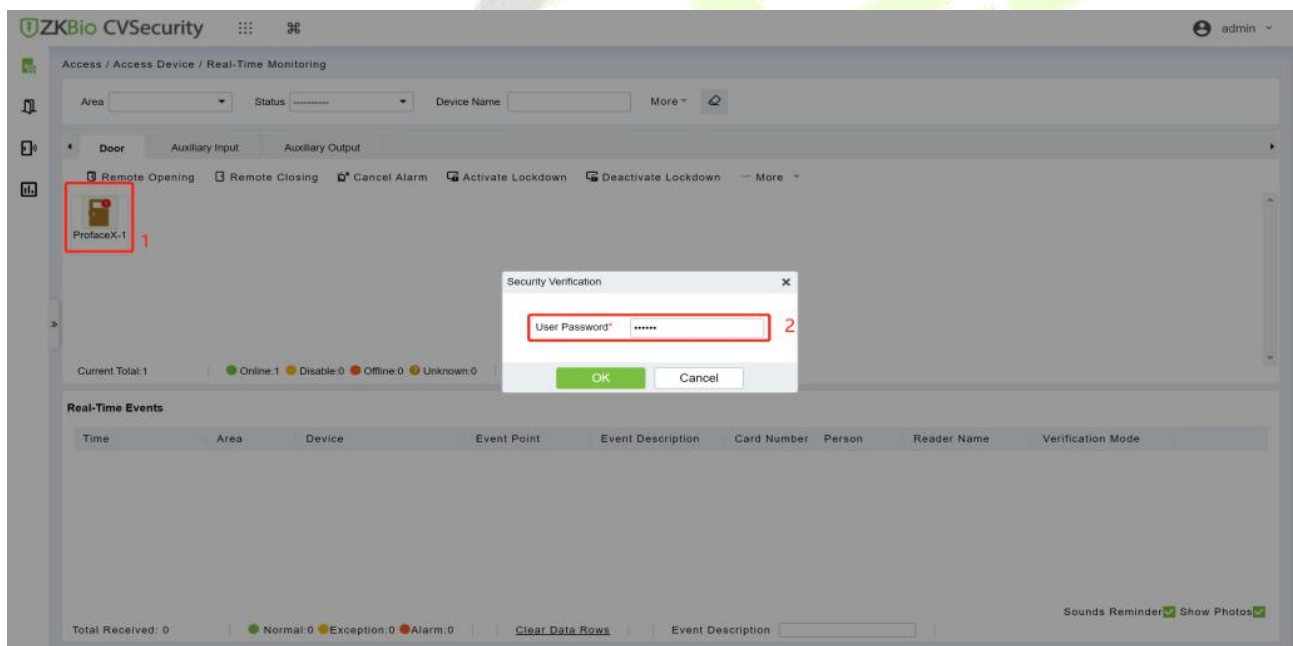 ZKBio CVSecurity admin
Access / Access Device / Real-Time Monitoring
Area Status ---------- Device Name More
Door Auxiliary Input Auxiliary Output
Remote Opening Remote Closing Cancel Alarm Activate Lockdown Deactivate Lockdown ··· More
ProfaceX-1 1
Security Verification
User Password* •••••• 2
OK Cancel
Current Total:1 Online:1 Disable:0 Offline:0 Unknown:0
Real-Time Events
Time Area Device Event Point Event Description Card Number Person Reader Name Verification Mode
Sounds Reminder Show Photos
Total Received: 0 Normal:0 Exception:0 Alarm:0 Clear Data Rows Event Description